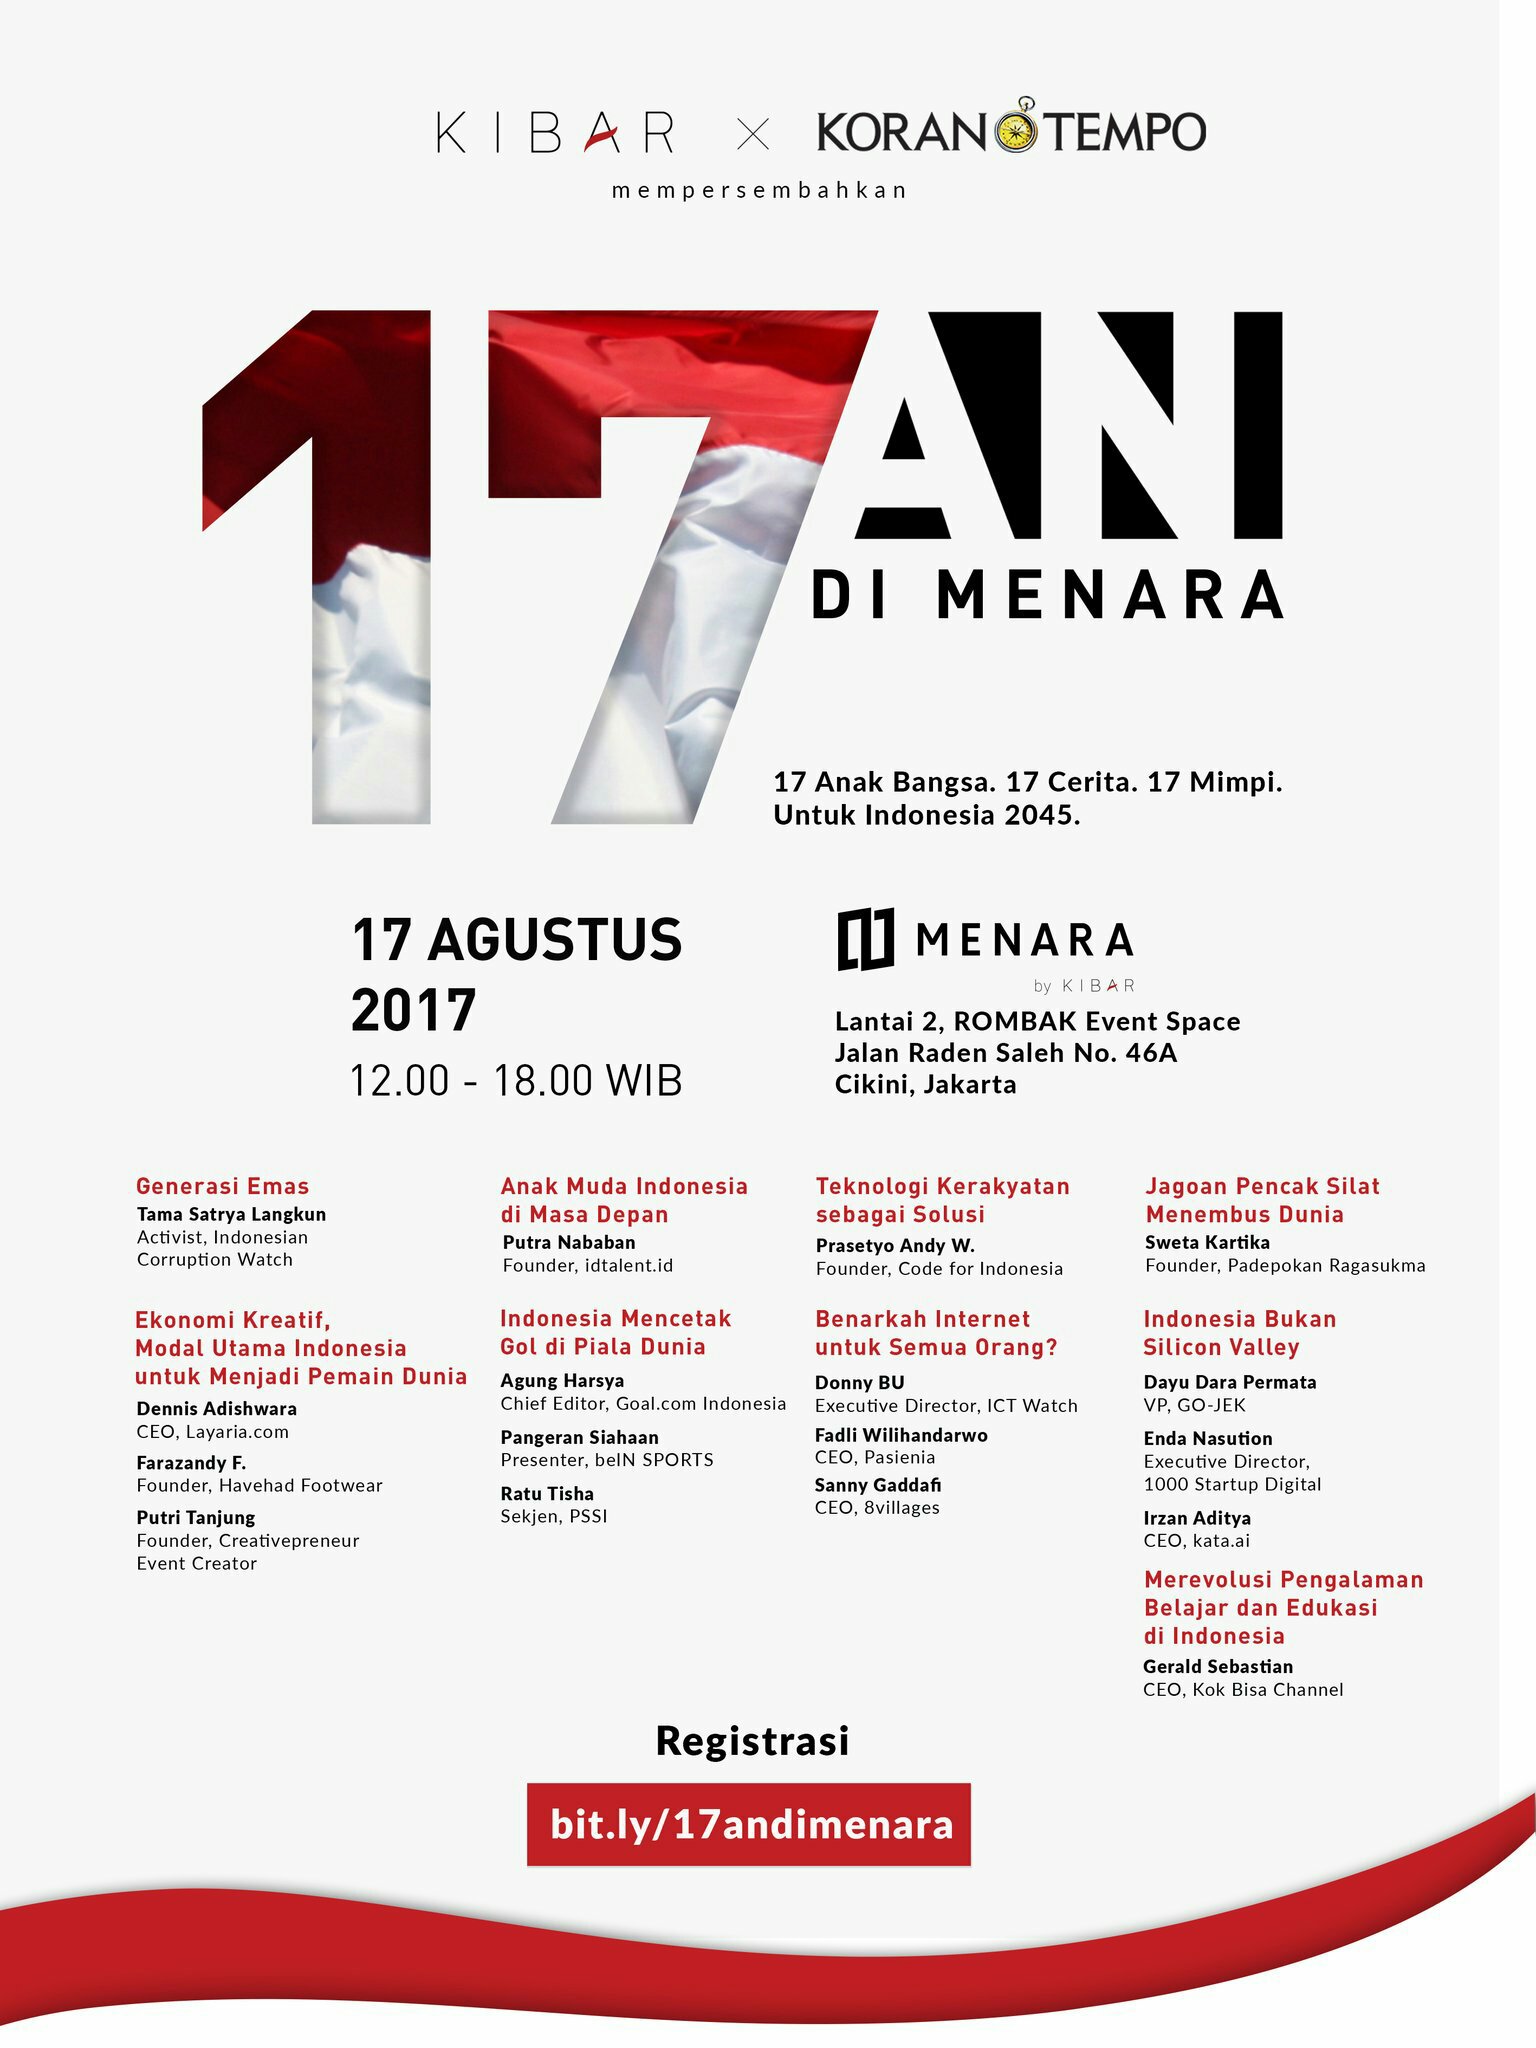 KIBAR × KORAN TEMPO
mempersembahkan
17AN
DI MENARA
17 Anak Bangsa. 17 Cerita. 17 Mimpi.
Untuk Indonesia 2045.
17 AGUSTUS
2017
12.00 - 18.00 WIB
MENARA
by KIBAR
Lantai 2, ROMBAK Event Space
Jalan Raden Saleh No. 46A
Cikini, Jakarta
Generasi Emas
Tama Satrya Langkun
Activist, Indonesian
Corruption Watch
Anak Muda Indonesia
di Masa Depan
Putra Nababan
Founder, idtalent.id
Teknologi Kerakyatan
sebagai Solusi
Prasetyo Andy W.
Founder, Code for Indonesia
Jagoan Pencak Silat
Menembus Dunia
Sweta Kartika
Founder, Padepokan Ragasukma
Ekonomi Kreatif,
Modal Utama Indonesia
untuk Menjadi Pemain Dunia
Dennis Adishwara
CEO, Layaria.com
Farazandy F.
Founder, Havehad Footwear
Putri Tanjung
Founder, Creativepreneur
Event Creator
Indonesia Mencetak
Gol di Piala Dunia
Agung Harsya
Chief Editor, Goal.com Indonesia
Pangeran Siahaan
Presenter, beIN SPORTS
Ratu Tisha
Sekjen, PSSI
Benarkah Internet
untuk Semua Orang?
Donny BU
Executive Director, ICT Watch
Fadli Wilihandarwo
CEO, Pasienia
Sanny Gaddafi
CEO, 8villages
Indonesia Bukan
Silicon Valley
Dayu Dara Permata
VP, GO-JEK
Enda Nasution
Executive Director,
1000 Startup Digital
Irzan Aditya
CEO, kata.ai
Merevolusi Pengalaman
Belajar dan Edukasi
di Indonesia
Gerald Sebastian
CEO, Kok Bisa Channel
Registrasi
bit.ly/17andimenara